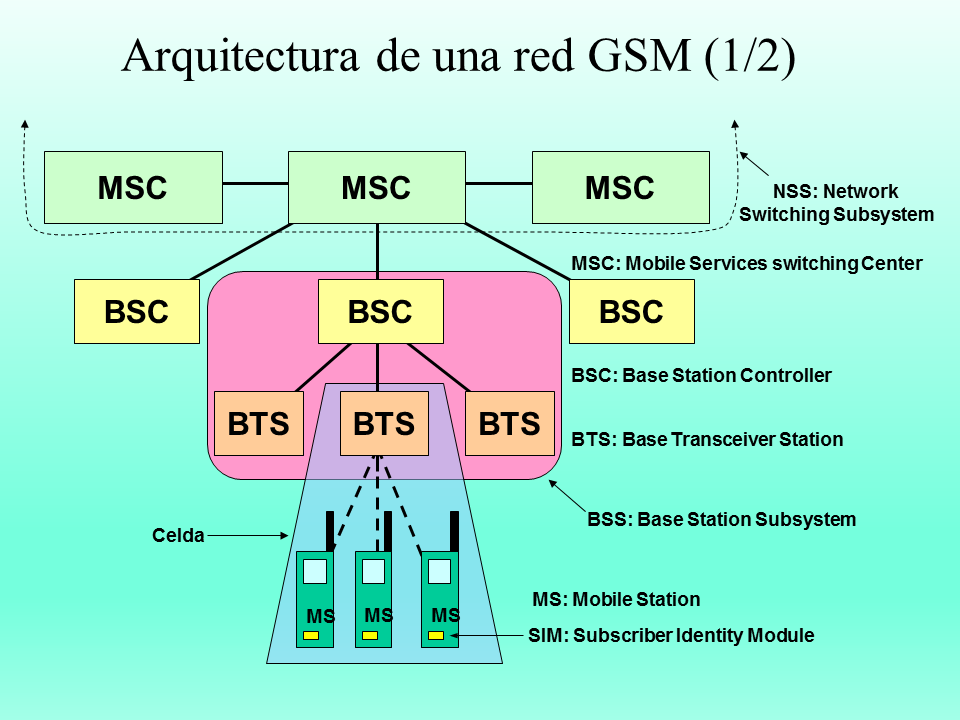 Arquitectura de una red GSM (1/2)
MSC
MSC
MSC
NSS: Network
Switching Subsystem
MSC: Mobile Services switching Center
BSC
BSC
BSC
BSC: Base Station Controller
BTS
BTS
BTS
BTS: Base Transceiver Station
BSS: Base Station Subsystem
Celda
MS: Mobile Station
MS
MS
MS
SIM: Subscriber Identity Module